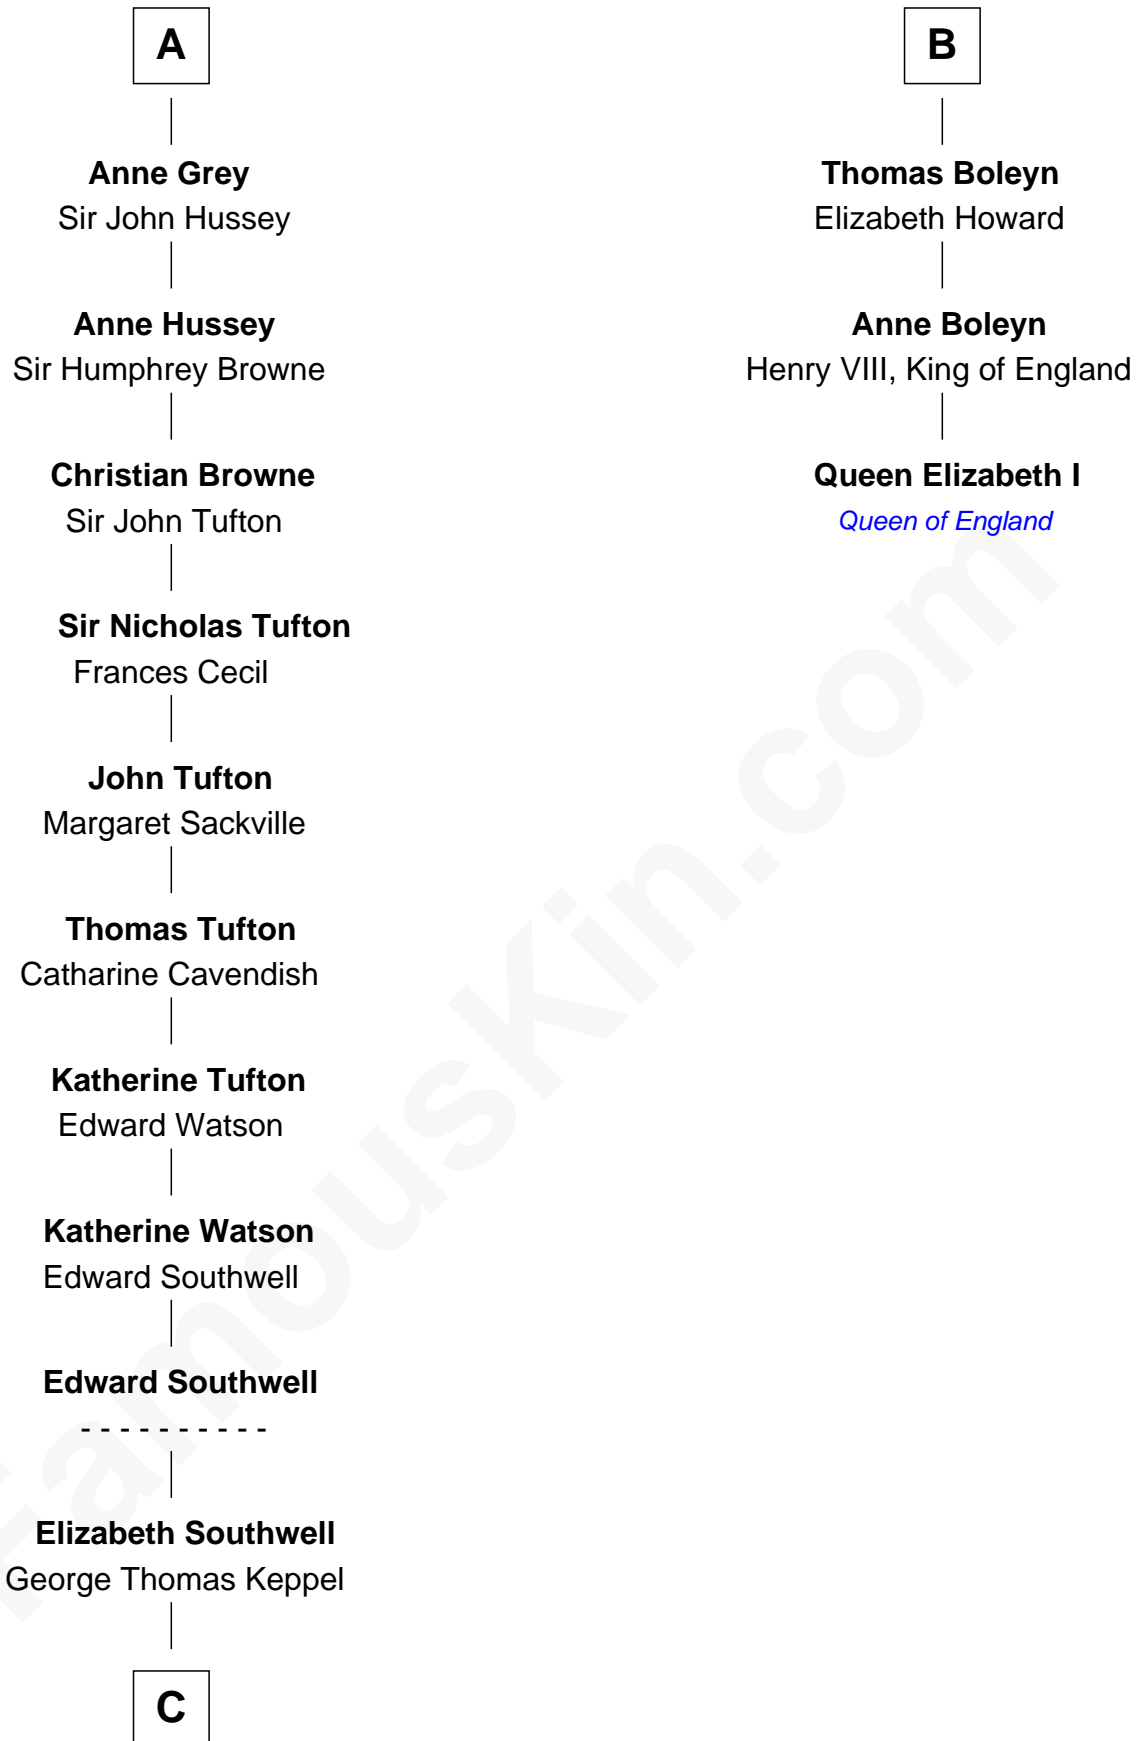 A
Anne Grey
Sir John Hussey
Anne Hussey
Sir Humphrey Browne
Christian Browne
Sir John Tufton
Sir Nicholas Tufton
Frances Cecil
John Tufton
Margaret Sackville
Thomas Tufton
Catharine Cavendish
Katherine Tufton
Edward Watson
Katherine Watson
Edward Southwell
Edward Southwell
- - - - - - - - - -
Elizabeth Southwell
George Thomas Keppel
C
B
Thomas Boleyn
Elizabeth Howard
Anne Boleyn
Henry VIII, King of England
Queen Elizabeth I
Queen of England
FamousKin.com